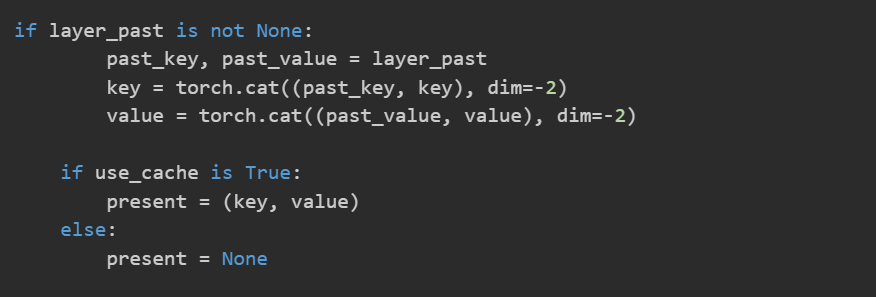 if layer_past is not None:
        past_key, past_value = layer_past
        key = torch.cat((past_key, key), dim=-2)
        value = torch.cat((past_value, value), dim=-2)

    if use_cache is True:
        present = (key, value)
    else:
        present = None